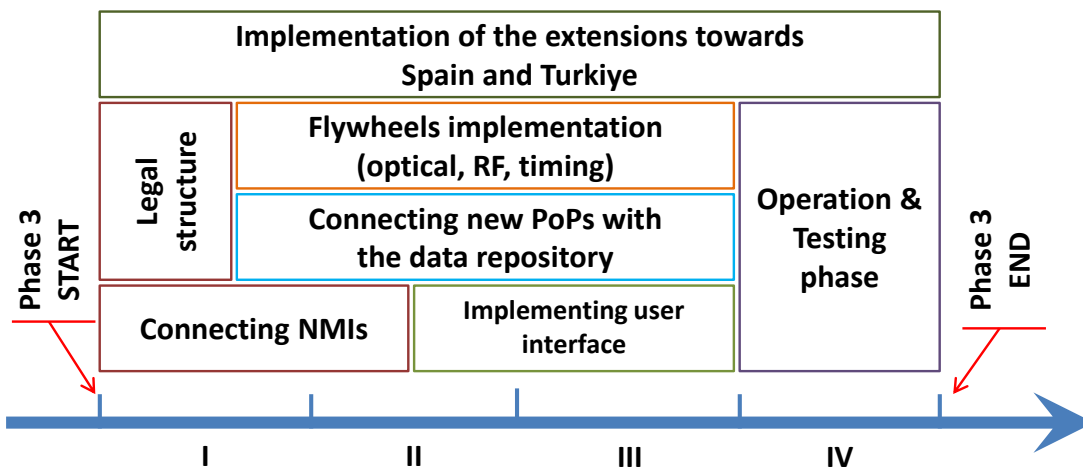 Implementation of the extensions towards
Spain and Turkiye
Legal
structure
Flywheels implementation
(optical, RF, timing)
Connecting new PoPs with
the data repository
Operation &
Testing
phase
Phase 3
START
Phase 3
END
Connecting NMIs
Implementing user
interface
I
II
III
IV